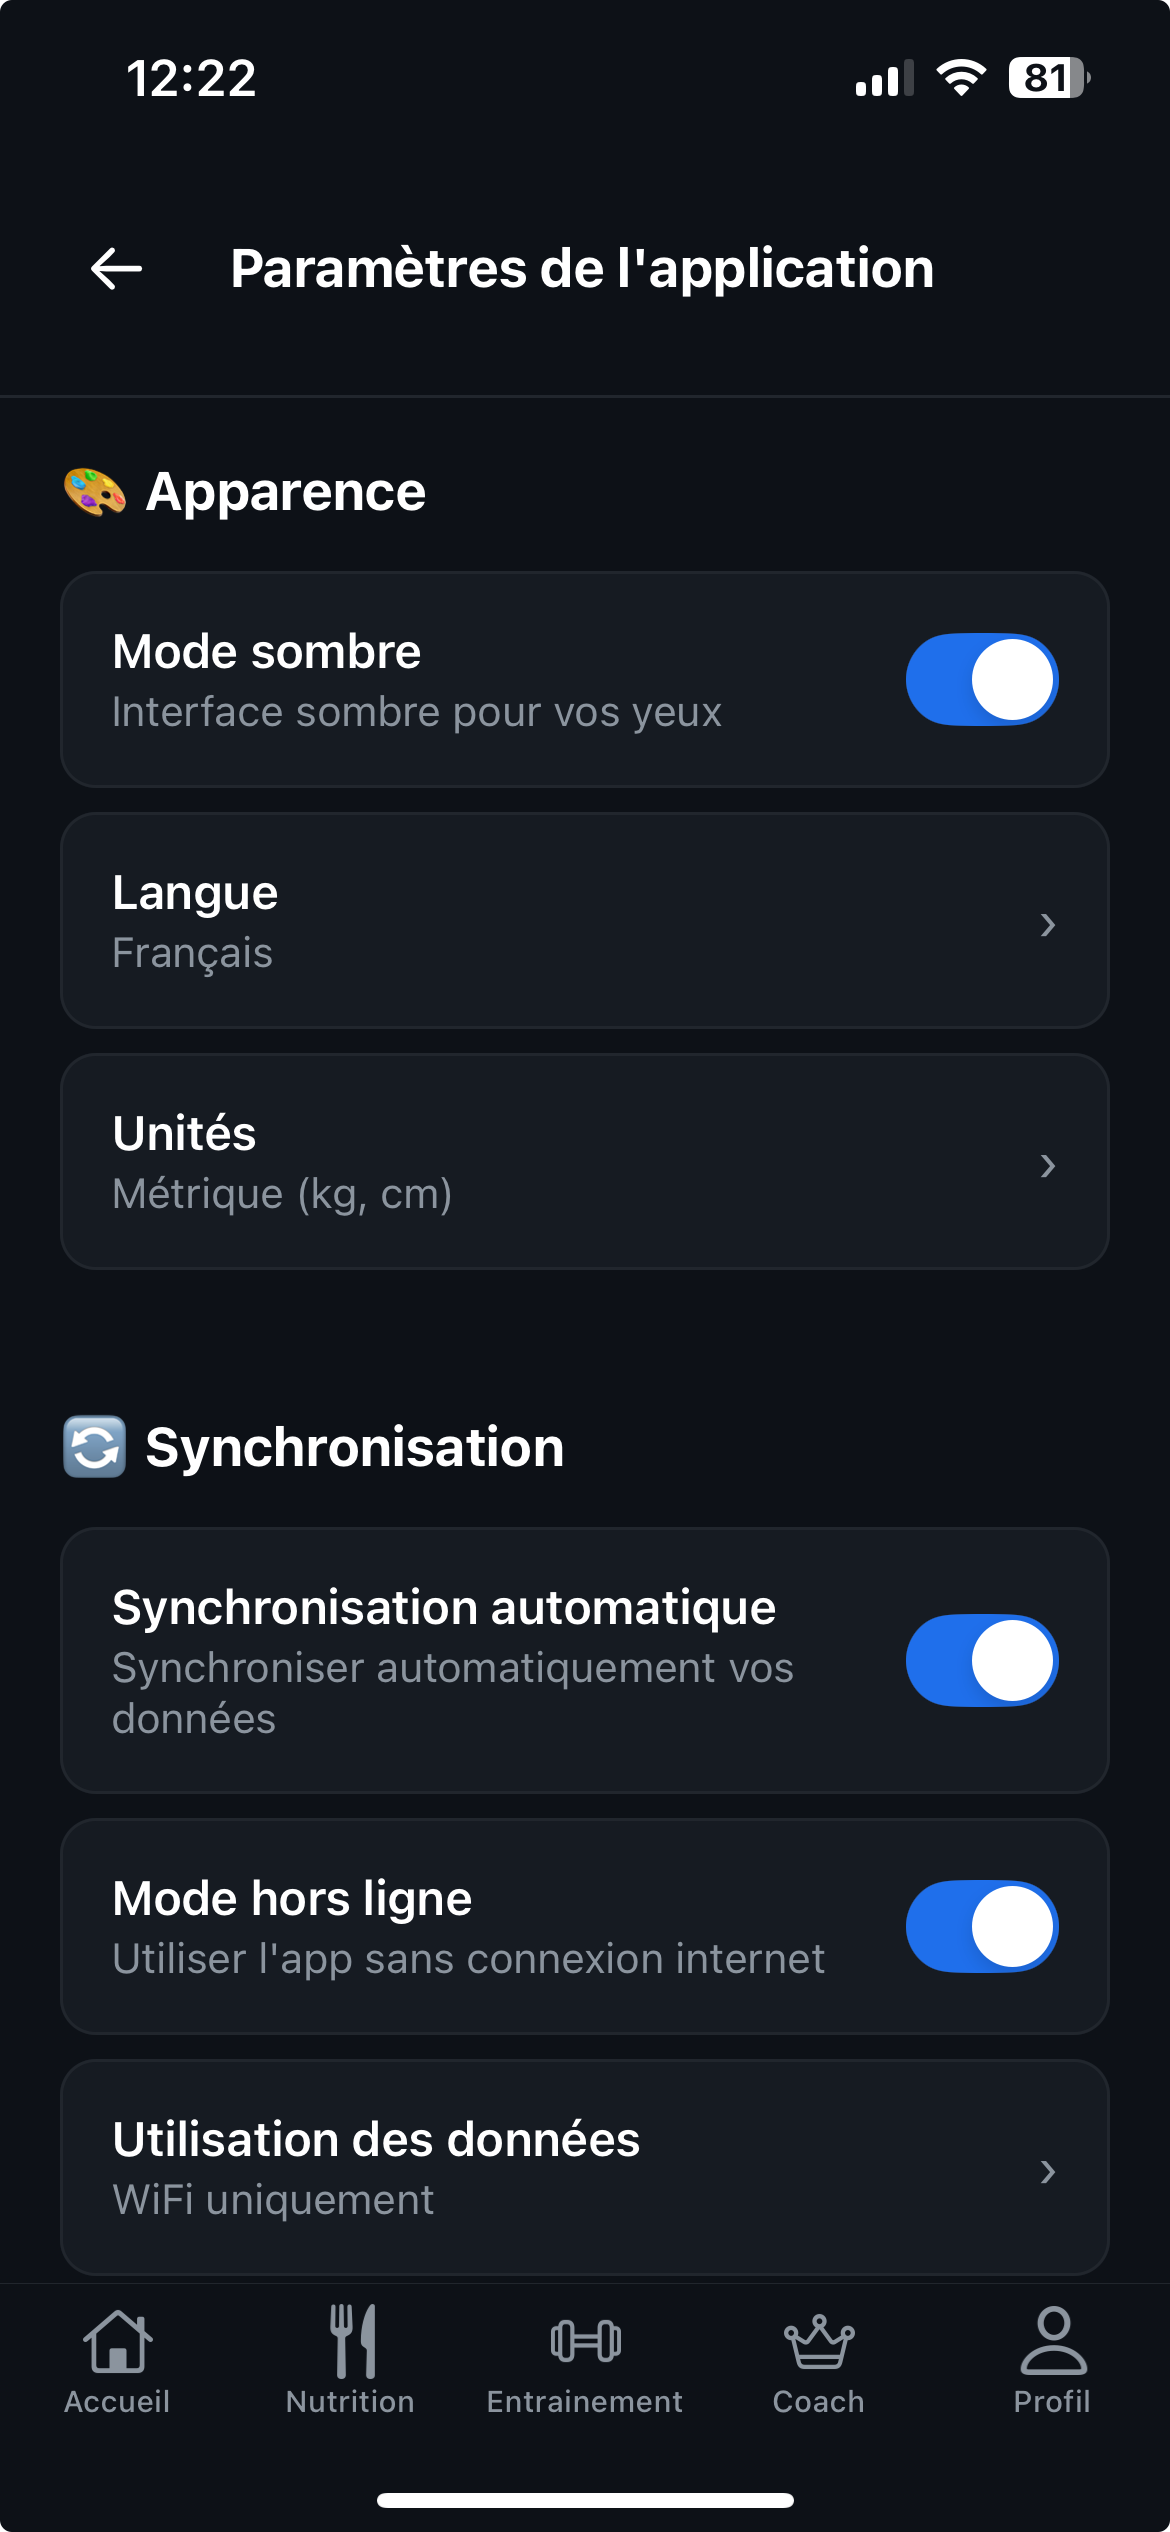 12:22
81
Paramètres de l'application
Apparence
Mode sombre
Interface sombre pour vos yeux
Langue
Français
Unités
Métrique (kg, cm)
Synchronisation
Synchronisation automatique
Synchroniser automatiquement vos
données
Mode hors ligne
Utiliser l'app sans connexion internet
Utilisation des données
WiFi uniquement
Accueil
Nutrition
Entrainement
Coach
Profil